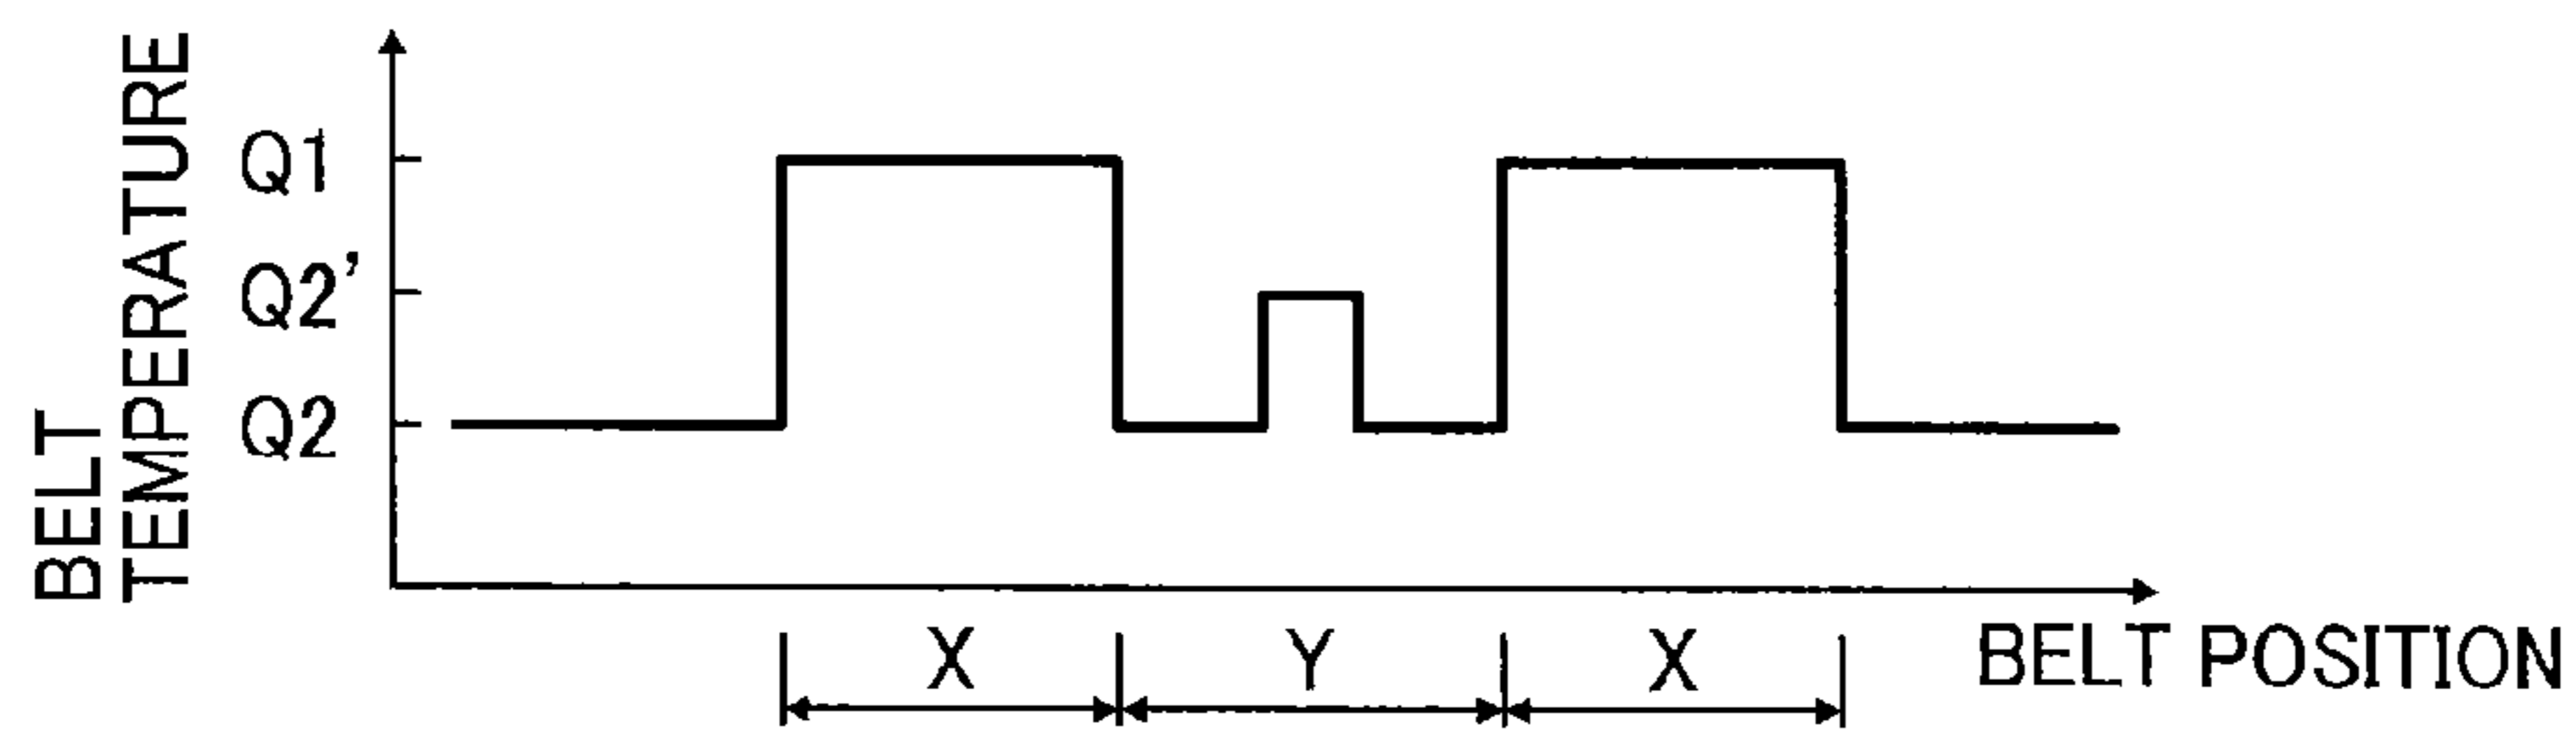 BELT
TEMPERATURE
Q1
Q2'
Q2
X Y X
BELT POSITION